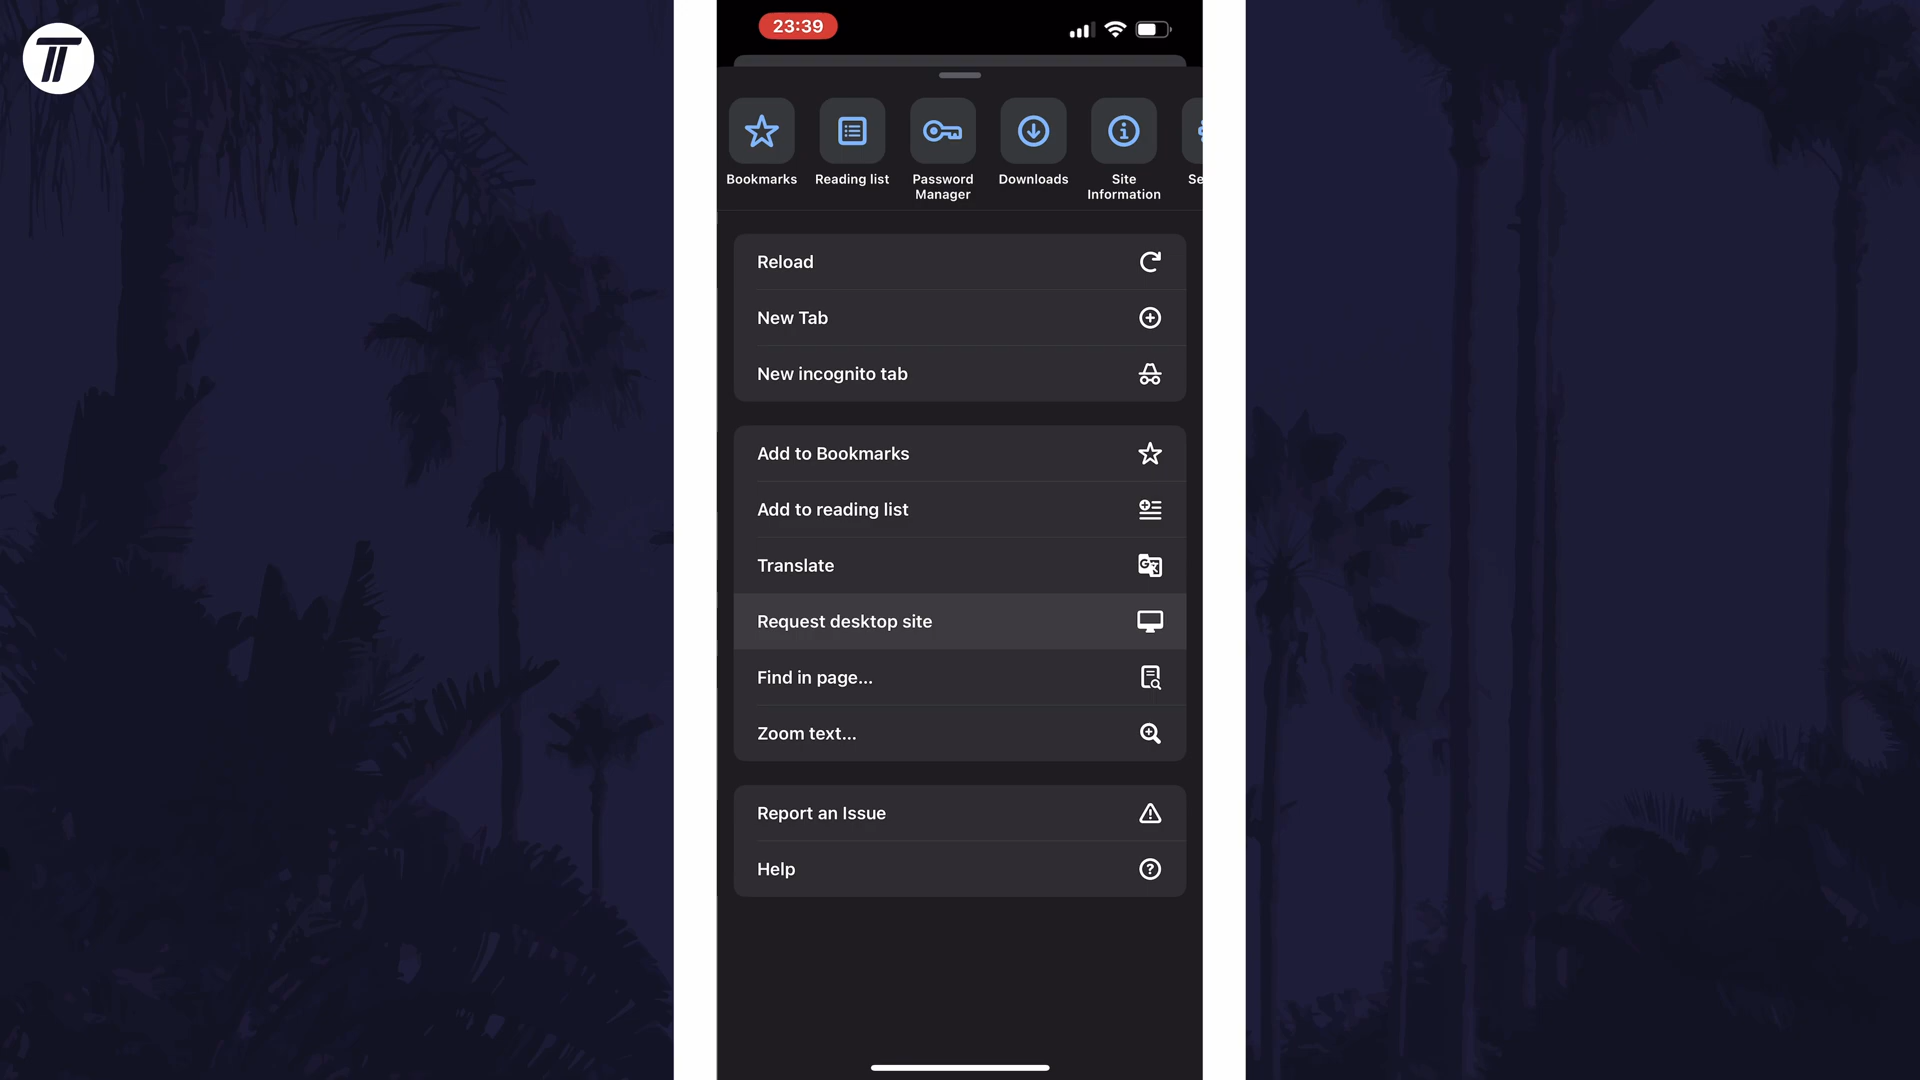 23:39
Bookmarks
Reading list
Password
Manager
Downloads
Site
Information
Se
Reload
New Tab
New incognito tab
Add to Bookmarks
Add to reading list
Translate
Request desktop site
Find in page...
Zoom text...
Report an Issue
Help